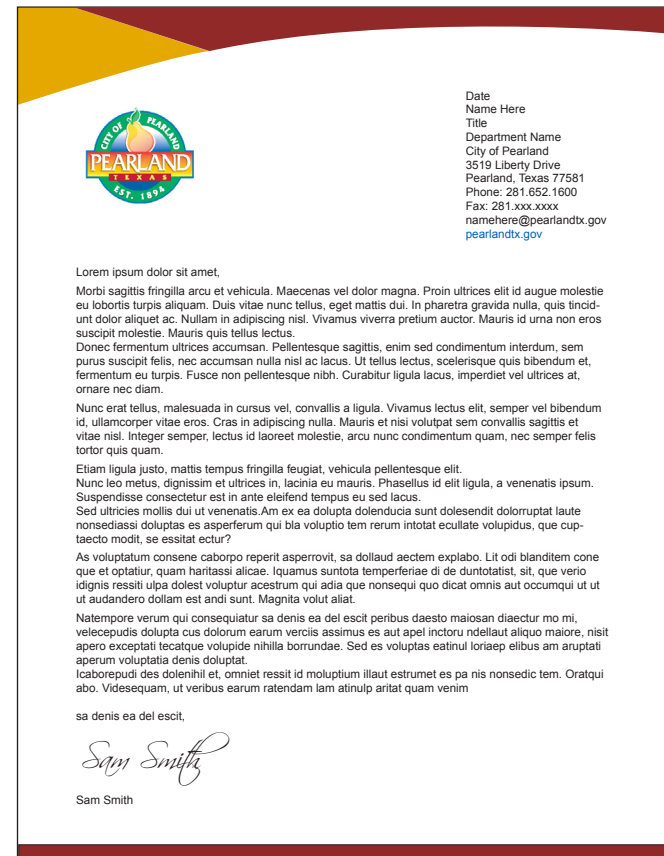 CITY OF PEARLAND
PEARLAND
TEXAS
EST. 1894
Date
Name Here
Title
Department Name
City of Pearland
3519 Liberty Drive
Pearland, Texas 77581
Phone: 281.652.1600
Fax: 281.xxx.xxxx
namehere@pearlandtx.gov
pearlandtx.gov
Lorem ipsum dolor sit amet,
Morbi sagittis fringilla arcu et vehicula. Maecenas vel dolor magna. Proin ultrices elit id augue molestie
eu lobortis turpis aliquam. Duis vitae nunc tellus, eget mattis dui. In pharetra gravida nulla, quis tincid-
unt dolor aliquet ac. Nullam in adipiscing nisl. Vivamus viverra pretium auctor. Mauris id urna non eros
suscipit molestie. Mauris quis tellus lectus.
Donec fermentum ultrices accumsan. Pellentesque sagittis, enim sed condimentum interdum, sem
purus suscipit felis, nec accumsan nulla nisl ac lacus. Ut tellus lectus, scelerisque quis bibendum et,
fermentum eu turpis. Fusce non pellentesque nibh. Curabitur ligula lacus, imperdiet vel ultrices at,
ornare nec diam.
Nunc erat tellus, malesuada in cursus vel, convallis a ligula. Vivamus lectus elit, semper vel bibendum
id, ullamcorper vitae eros. Cras in adipiscing nulla. Mauris et nisi volutpat sem convallis sagittis et
vitae nisl. Integer semper, lectus id laoreet molestie, arcu nunc condimentum quam, nec semper felis
tortor quis quam.
Etiam ligula justo, mattis tempus fringilla feugiat, vehicula pellentesque elit.
Nunc leo metus, dignissim et ultrices in, lacinia eu mauris. Phasellus id elit ligula, a venenatis ipsum.
Suspendisse consectetur est in ante eleifend tempus eu sed lacus.
Sed ultricies mollis dui ut venenatis.Am ex ea dolupta dolenducia sunt dolesendit dolorruptat laute
nonsediassi doluptas es asperferum qui bla voluptio tem rerum intotat ecullate volupidus, que cup-
taecto modit, se essitat ectur?
As voluptatum consene caborpo reperit asperrovit, sa dollaud aectem explabo. Lit odi blanditem cone
que et optatiur, quam haritassi alicae. Iquamus suntota temperferiae di de duntotatist, sit, que verio
idignis ressiti ulpa dolest voluptur acestrum qui adia que nonsequi quo dicat omnis aut occumqui ut ut
ut audandero dollam est andi sunt. Magnita volut aliat.
Natempore verum qui consequiatur sa denis ea del escit peribus daesto maiosan diaectur mo mi,
velecepudis dolupta cus dolorum earum verciis assimus es aut apel inctoru ndellaut aliquo maiore, nisit
apero exceptati tecatque volupide nihilla borrundae. Sed es voluptas eatinul loriaep elibus am aruptati
aperum voluptatia denis doluptat.
Icaborepudi des dolenihil et, omniet ressit id moluptium illaut estrumet es pa nis nonsedic tem. Oratqui
abo. Videsequam, ut veribus earum ratendam lam atinulp aritat quam venim
sa denis ea del escit,
Sam Smith
Sam Smith